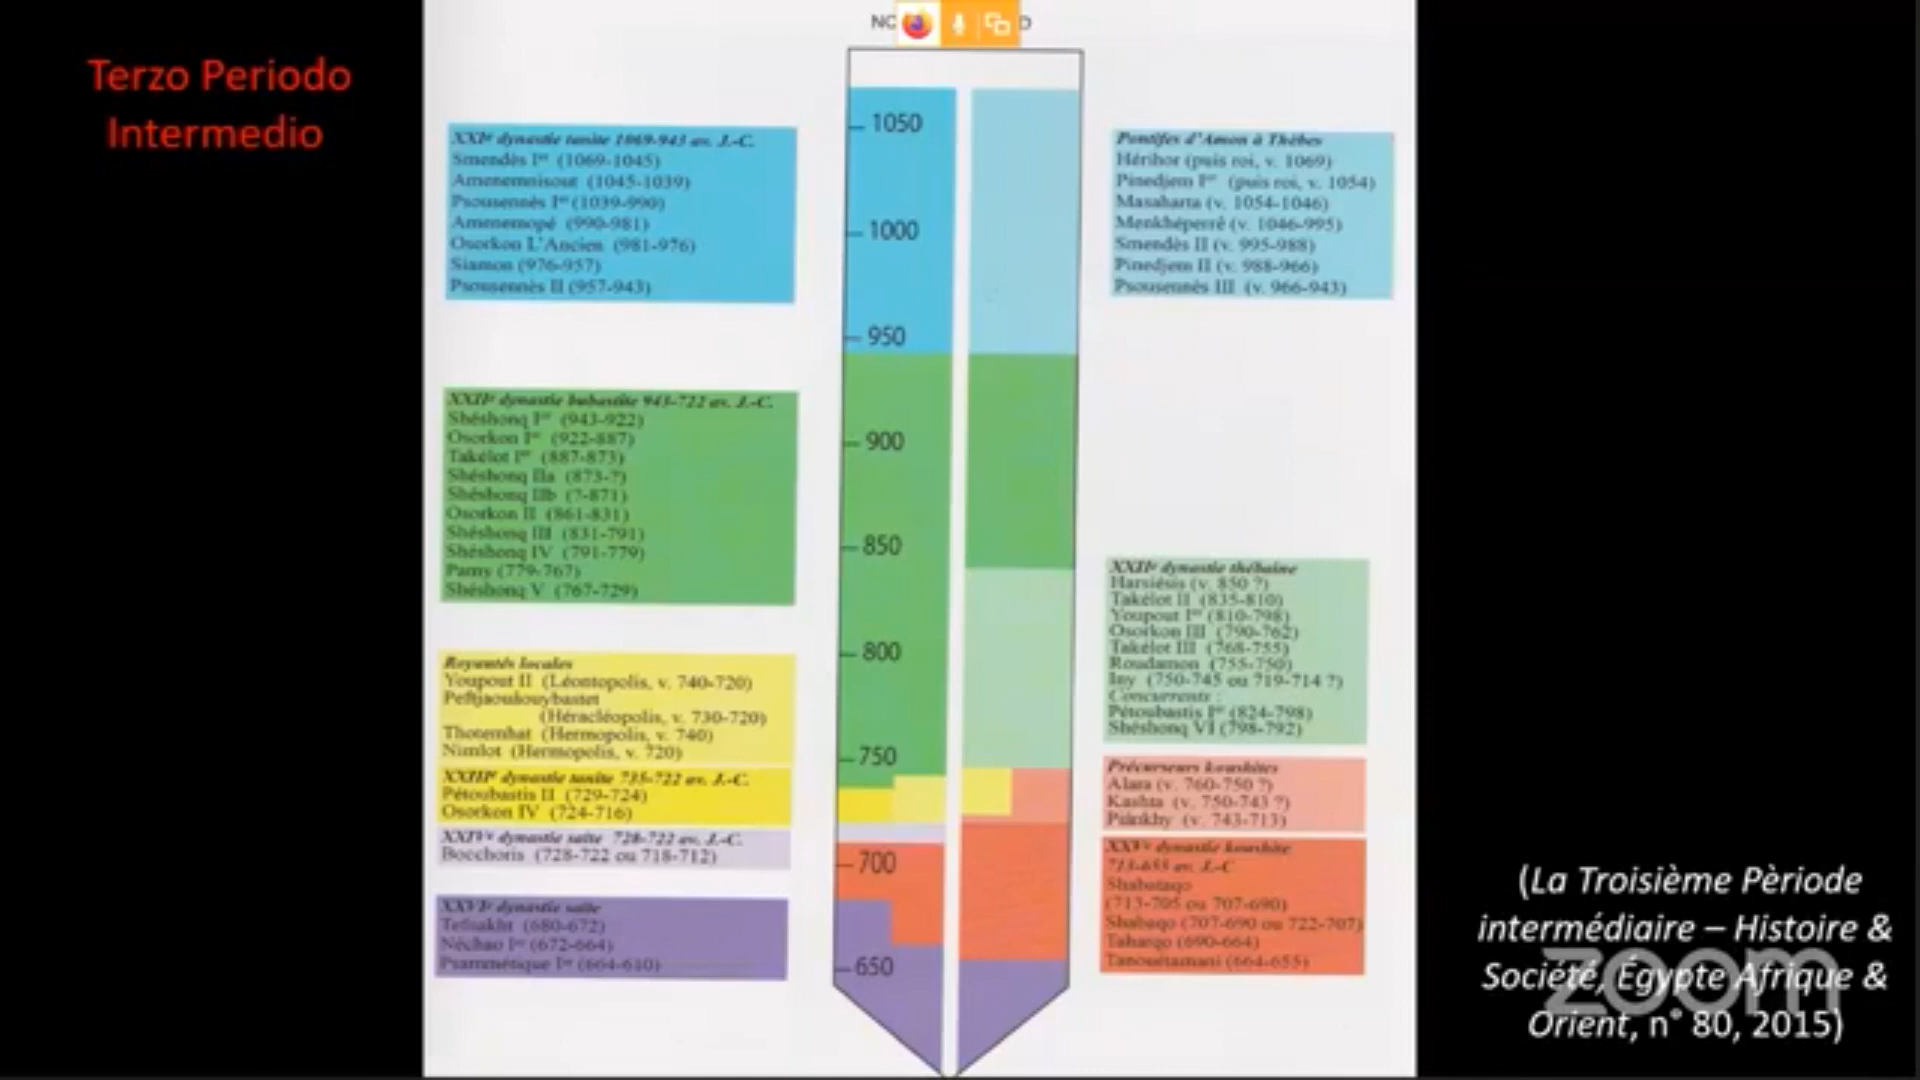 Terzo Periodo
Intermedio
XXIᵉ dynastie tanite 1069-943 av. J.-C.
Smendès Iᵉʳ (1069-1045)
Amenemnisout (1045-1039)
Psousennès Iᵉʳ (1039-990)
Amenemopé (990-981)
Osorkon L'Ancien (981-976)
Siamon (976-957)
Psousennès II (957-943)
XXIIᵉ dynastie bubastite 943-722 av. J.-C.
Shéshonq Iᵉʳ (943-922)
Osorkon Iᵉʳ (922-887)
Takélot Iᵉʳ (887-873)
Shéshonq IIa (873-?)
Shéshonq IIb (?-871)
Osorkon II (861-831)
Shéshonq III (831-791)
Shéshonq IV (791-779)
Pamy (779-767)
Shéshonq V (767-729)
Royautés locales
Youpout II (Léontopolis, v. 740-720)
Peftjaouâouybastet
(Héracléopolis, v. 730-720)
Thotemhat (Hermopolis, v. 740)
Nimlot (Hermopolis, v. 720)
XXIIIᵉ dynastie tanite 735-722 av. J.-C.
Pétoubastis II (729-724)
Osorkon IV (724-716)
XXIVᵉ dynastie saïte 728-722 av. J.-C.
Bocchoris (728-722 ou 718-712)
XXVIᵉ dynastie saïte
Tefnakht (680-672)
Néchao Iᵉʳ (672-664)
Psammétique Iᵉʳ (664-610)
1050
1000
950
900
850
800
750
700
650
Pontifes d'Amon à Thèbes
Hérihor (puis roi, v. 1069)
Pinedjem Iᵉʳ (puis roi, v. 1054)
Masaharta (v. 1054-1046)
Menkhéperrê (v. 1046-995)
Smendès II (v. 995-988)
Pinedjem II (v. 988-966)
Psousennès III (v. 966-943)
XXIIᵉ dynastie thébaine
Harsiésis (v. 850 ?)
Takélot II (835-810)
Youpout Iᵉʳ (810-798)
Osorkon III (790-762)
Takélot III (768-755)
Roudamon (755-750)
Iny (750-745 ou 719-714 ?)
Concurrents :
Pétoubastis Iᵉʳ (824-798)
Shéshonq VI (798-792)
Précurseurs koushites
Alara (v. 760-750 ?)
Kashta (v. 750-743 ?)
Piânkhy (v. 743-713)
XXVᵉ dynastie koushite
713-655 av. J.-C
Shabataqo
(713-705 ou 707-690)
Shabaqo (707-690 ou 722-707)
Taharqo (690-664)
Tanouétamani (664-655)
(La Troisième Pèriode
intermédiaire – Histoire &
Société, Égypte Afrique &
Orient, n° 80, 2015)
zoom